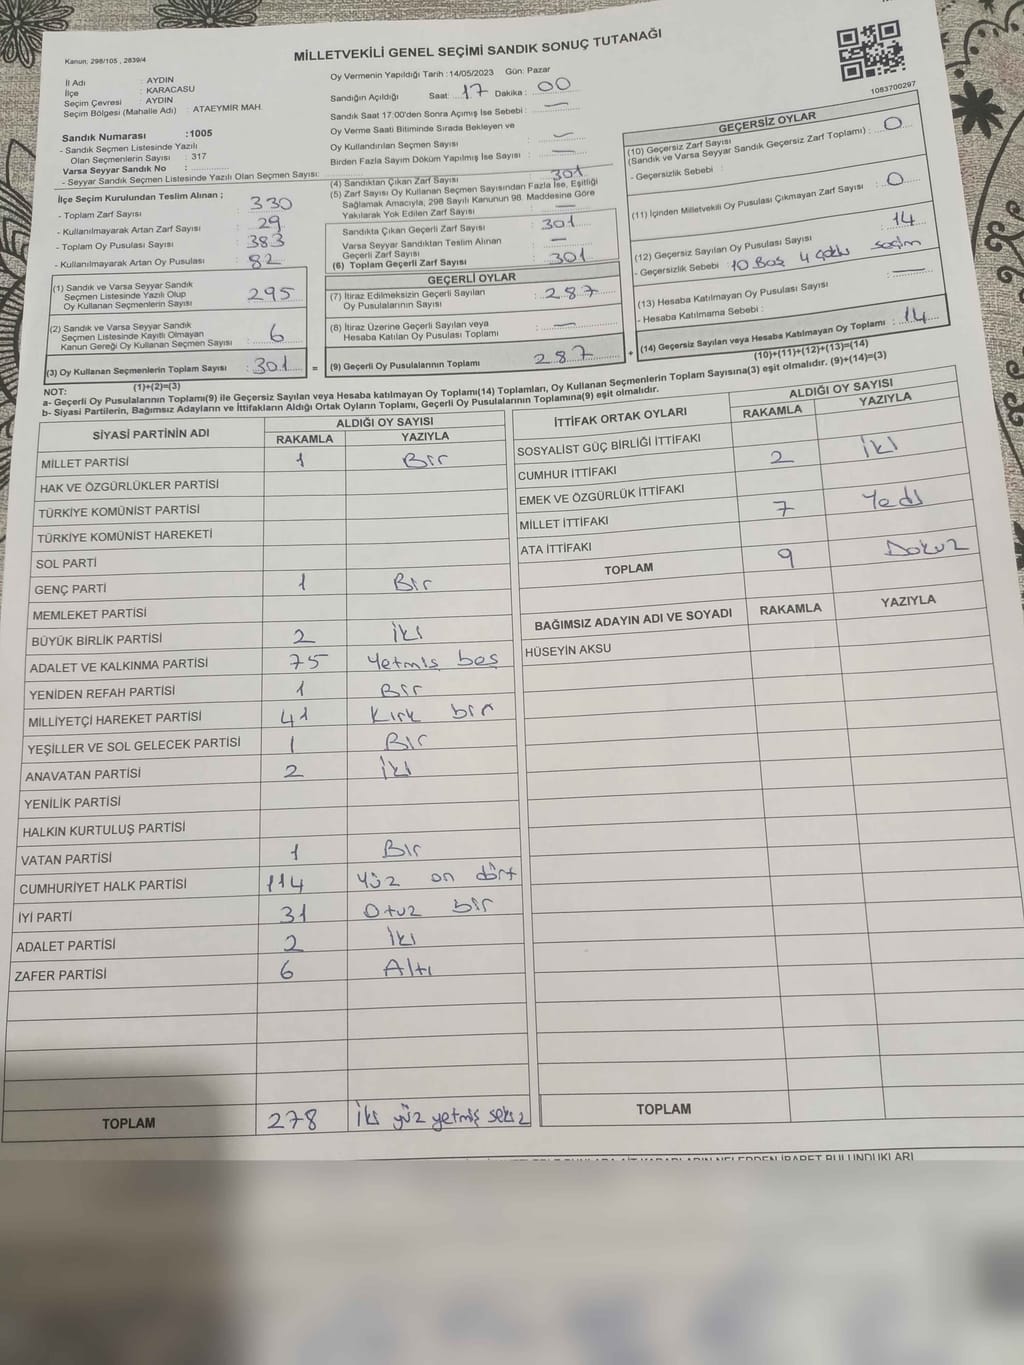 MİLLETVEKİLİ GENEL SEÇİMİ SANDIK SONUÇ TUTANAĞI
Kanun: 298/105 , 2839/4
İl Adı : AYDIN
İlçe : KARACASU
Seçim Çevresi : AYDIN
Seçim Bölgesi (Mahalle Adı) : ATAEYMİR MAH.
Sandık Numarası :1005
- Sandık Seçmen Listesinde Yazılı
Olan Seçmenlerin Sayısı : 317
Varsa Seyyar Sandık No :
- Seyyar Sandık Seçmen Listesinde Yazılı Olan Seçmen Sayısı:
Oy Vermenin Yapıldığı Tarih :14/05/2023 Gün: Pazar
Sandığın Açıldığı Saat: 17 Dakika : 00
Sandık Saat 17:00'den Sonra Açımış İse Sebebi : —
Oy Verme Saati Bitiminde Sırada Bekleyen ve
Oy Kullandırılan Seçmen Sayısı : —
Birden Fazla Sayım Döküm Yapılmış İse Sayısı : —
1083700297
İlçe Seçim Kurulundan Teslim Alınan ;
- Toplam Zarf Sayısı : 330
- Kullanılmayarak Artan Zarf Sayısı : 29
- Toplam Oy Pusulası Sayısı : 383
- Kullanılmayarak Artan Oy Pusulası : 82
(1) Sandık ve Varsa Seyyar Sandık
Seçmen Listesinde Yazılı Olup
Oy Kullanan Seçmenlerin Sayısı : 295
(2) Sandık ve Varsa Seyyar Sandık
Seçmen Listesinde Kayıtlı Olmayan
Kanun Gereği Oy Kullanan Seçmen Sayısı : 6
(3) Oy Kullanan Seçmenlerin Toplam Sayısı : 301 =
(1)+(2)=(3)
(4) Sandıktan Çıkan Zarf Sayısı : 301
(5) Zarf Sayısı Oy Kullanan Seçmen Sayısından Fazla İse, Eşitliği
Sağlamak Amacıyla, 298 Sayılı Kanunun 98. Maddesine Göre
Yakılarak Yok Edilen Zarf Sayısı : —
Sandıkta Çıkan Geçerli Zarf Sayısı : 301
Varsa Seyyar Sandıktan Teslim Alınan
Geçerli Zarf Sayısı : —
(6) Toplam Geçerli Zarf Sayısı : 301
GEÇERLİ OYLAR
(7) İtiraz Edilmeksizin Geçerli Sayılan
Oy Pusulalarının Sayısı : 287
(8) İtiraz Üzerine Geçerli Sayılan veya
Hesaba Katılan Oy Pusulası Toplamı : —
(9) Geçerli Oy Pusulalarının Toplamı : 287 +
GEÇERSİZ OYLAR
(10) Geçersiz Zarf Sayısı
(Sandık ve Varsa Seyyar Sandık Geçersiz Zarf Toplamı) : 0
- Geçersizlik Sebebi :
(11) İçinden Milletvekili Oy Pusulası Çıkmayan Zarf Sayısı : 0
(12) Geçersiz Sayılan Oy Pusulası Sayısı : 14
- Geçersizlik Sebebi : 10 Boş 4 çoklu seçim
(13) Hesaba Katılmayan Oy Pusulası Sayısı : —
- Hesaba Katılmama Sebebi :
(14) Geçersiz Sayılan veya Hesaba Katılmayan Oy Toplamı : 14
(10)+(11)+(12)+(13)=(14)
NOT:
a- Geçerli Oy Pusulalarının Toplamı(9) ile Geçersiz Sayılan veya Hesaba katılmayan Oy Toplamı(14) Toplamları, Oy Kullanan Seçmenlerin Toplam Sayısına(3) eşit olmalıdır. (9)+(14)=(3)
b- Siyasi Partilerin, Bağımsız Adayların ve İttifakların Aldığı Ortak Oyların Toplamı, Geçerli Oy Pusulalarının Toplamına(9) eşit olmalıdır.
SİYASİ PARTİNİN ADI ALDIĞI OY SAYISI
RAKAMLA YAZIYLA
MİLLET PARTİSİ 1 Bir
HAK VE ÖZGÜRLÜKLER PARTİSİ
TÜRKİYE KOMÜNİST PARTİSİ
TÜRKİYE KOMÜNİST HAREKETİ
SOL PARTİ
GENÇ PARTİ 1 Bir
MEMLEKET PARTİSİ
BÜYÜK BİRLİK PARTİSİ 2 İki
ADALET VE KALKINMA PARTİSİ 75 Yetmiş beş
YENİDEN REFAH PARTİSİ 1 Bir
MİLLİYETÇİ HAREKET PARTİSİ 41 Kırk bir
YEŞİLLER VE SOL GELECEK PARTİSİ 1 Bir
ANAVATAN PARTİSİ 2 İki
YENİLİK PARTİSİ
HALKIN KURTULUŞ PARTİSİ
VATAN PARTİSİ 1 Bir
CUMHURİYET HALK PARTİSİ 114 Yüz on dört
İYİ PARTİ 31 Otuz bir
ADALET PARTİSİ 2 İki
ZAFER PARTİSİ 6 Altı
TOPLAM 278 İki yüz yetmiş sekiz
İTTİFAK ORTAK OYLARI ALDIĞI OY SAYISI
RAKAMLA YAZIYLA
SOSYALİST GÜÇ BİRLİĞİ İTTİFAKI
CUMHUR İTTİFAKI 2 İki
EMEK VE ÖZGÜRLÜK İTTİFAKI
MİLLET İTTİFAKI 7 Yedi
ATA İTTİFAKI
TOPLAM 9 Dokuz
BAĞIMSIZ ADAYIN ADI VE SOYADI RAKAMLA YAZIYLA
HÜSEYİN AKSU
TOPLAM